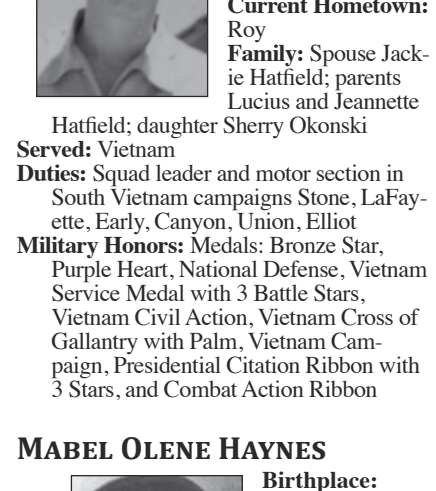 Current Hometown:
Roy
Family: Spouse Jack-
ie Hatfield; parents
Lucius and Jeannette
Hatfield; daughter Sherry Okonski
Served: Vietnam
Duties: Squad leader and motor section in
South Vietnam campaigns Stone, LaFay-
ette, Early, Canyon, Union, Elliot
Military Honors: Medals: Bronze Star,
Purple Heart, National Defense, Vietnam
Service Medal with 3 Battle Stars,
Vietnam Civil Action, Vietnam Cross of
Gallantry with Palm, Vietnam Cam-
paign, Presidential Citation Ribbon with
3 Stars, and Combat Action Ribbon
Mabel Olene Haynes
Birthplace: